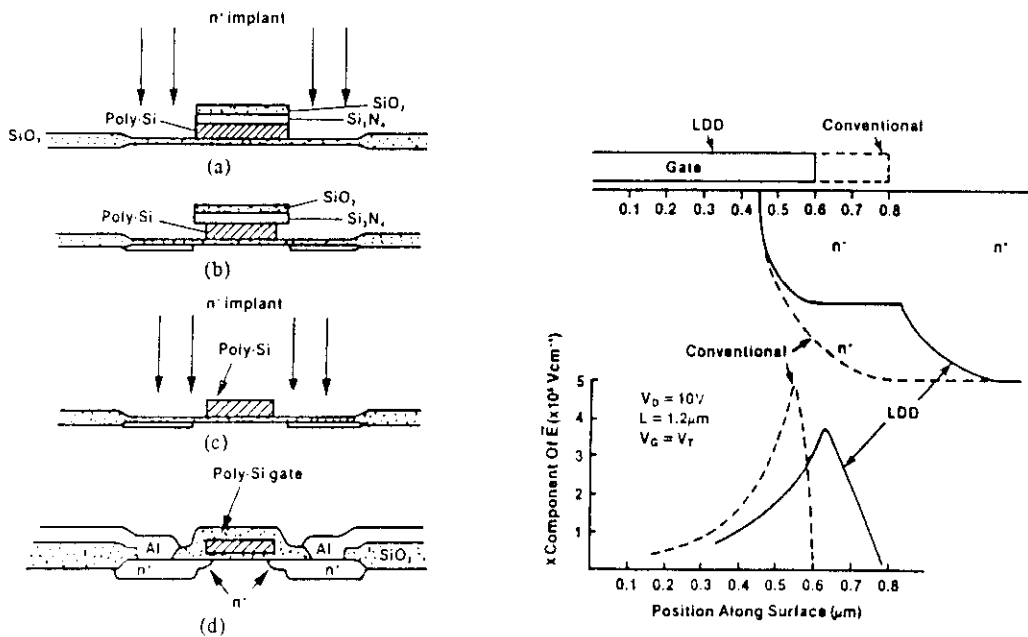 n⁺ implant
SiO₂
Poly·Si
Si₃N₄
SiO₂
(a)
SiO₂
Poly·Si
Si₃N₄
(b)
n⁻ implant
Poly·Si
(c)
Poly·Si gate
Al
Al
SiO₂
n⁺
n⁺
n⁻
(d)
LDD
Conventional
Gate
0.1 0.2 0.3 0.4 0.5 0.6 0.7 0.8
n⁻
n⁺
n⁺
Conventional
LDD
V_D = 10V
L = 1.2μm
V_G = V_T
x Component Of E (x 10⁵ Vcm⁻¹)
5
4
3
2
1
0.1 0.2 0.3 0.4 0.5 0.6 0.7 0.8
Position Along Surface (μm)